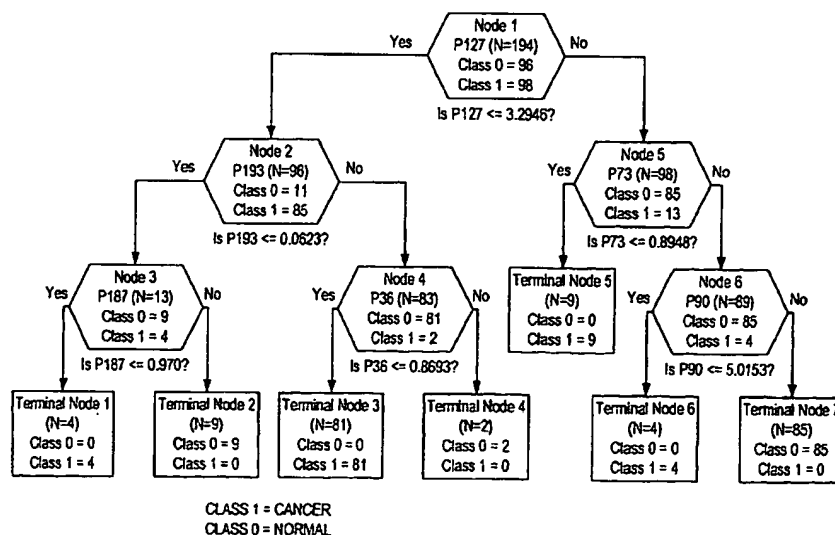 Node 1
Yes
P127 (N=194)
No
Class 0 = 96
Class 1 = 98
Is P127 <= 3.2946?
Node 2
Yes
P193 (N=96)
No
Class 0 = 11
Class 1 = 85
Is P193 <= 0.0623?
Node 5
Yes
P73 (N=98)
No
Class 0 = 85
Class 1 = 13
Is P73 <= 0.8948?
Node 3
Yes
P187 (N=13)
No
Class 0 = 9
Class 1 = 4
Is P187 <= 0.970?
Node 4
Yes
P36 (N=83)
No
Class 0 = 81
Class 1 = 2
Is P36 <= 0.8693?
Terminal Node 5
(N=9)
Class 0 = 0
Class 1 = 9
Node 6
Yes
P90 (N=89)
No
Class 0 = 85
Class 1 = 4
Is P90 <= 5.0153?
Terminal Node 1
(N=4)
Class 0 = 0
Class 1 = 4
Terminal Node 2
(N=9)
Class 0 = 9
Class 1 = 0
Terminal Node 3
(N=81)
Class 0 = 0
Class 1 = 81
Terminal Node 4
(N=2)
Class 0 = 2
Class 1 = 0
Terminal Node 6
(N=4)
Class 0 = 0
Class 1 = 4
Terminal Node 7
(N=85)
Class 0 = 85
Class 1 = 0
CLASS 1 = CANCER
CLASS 0 = NORMAL